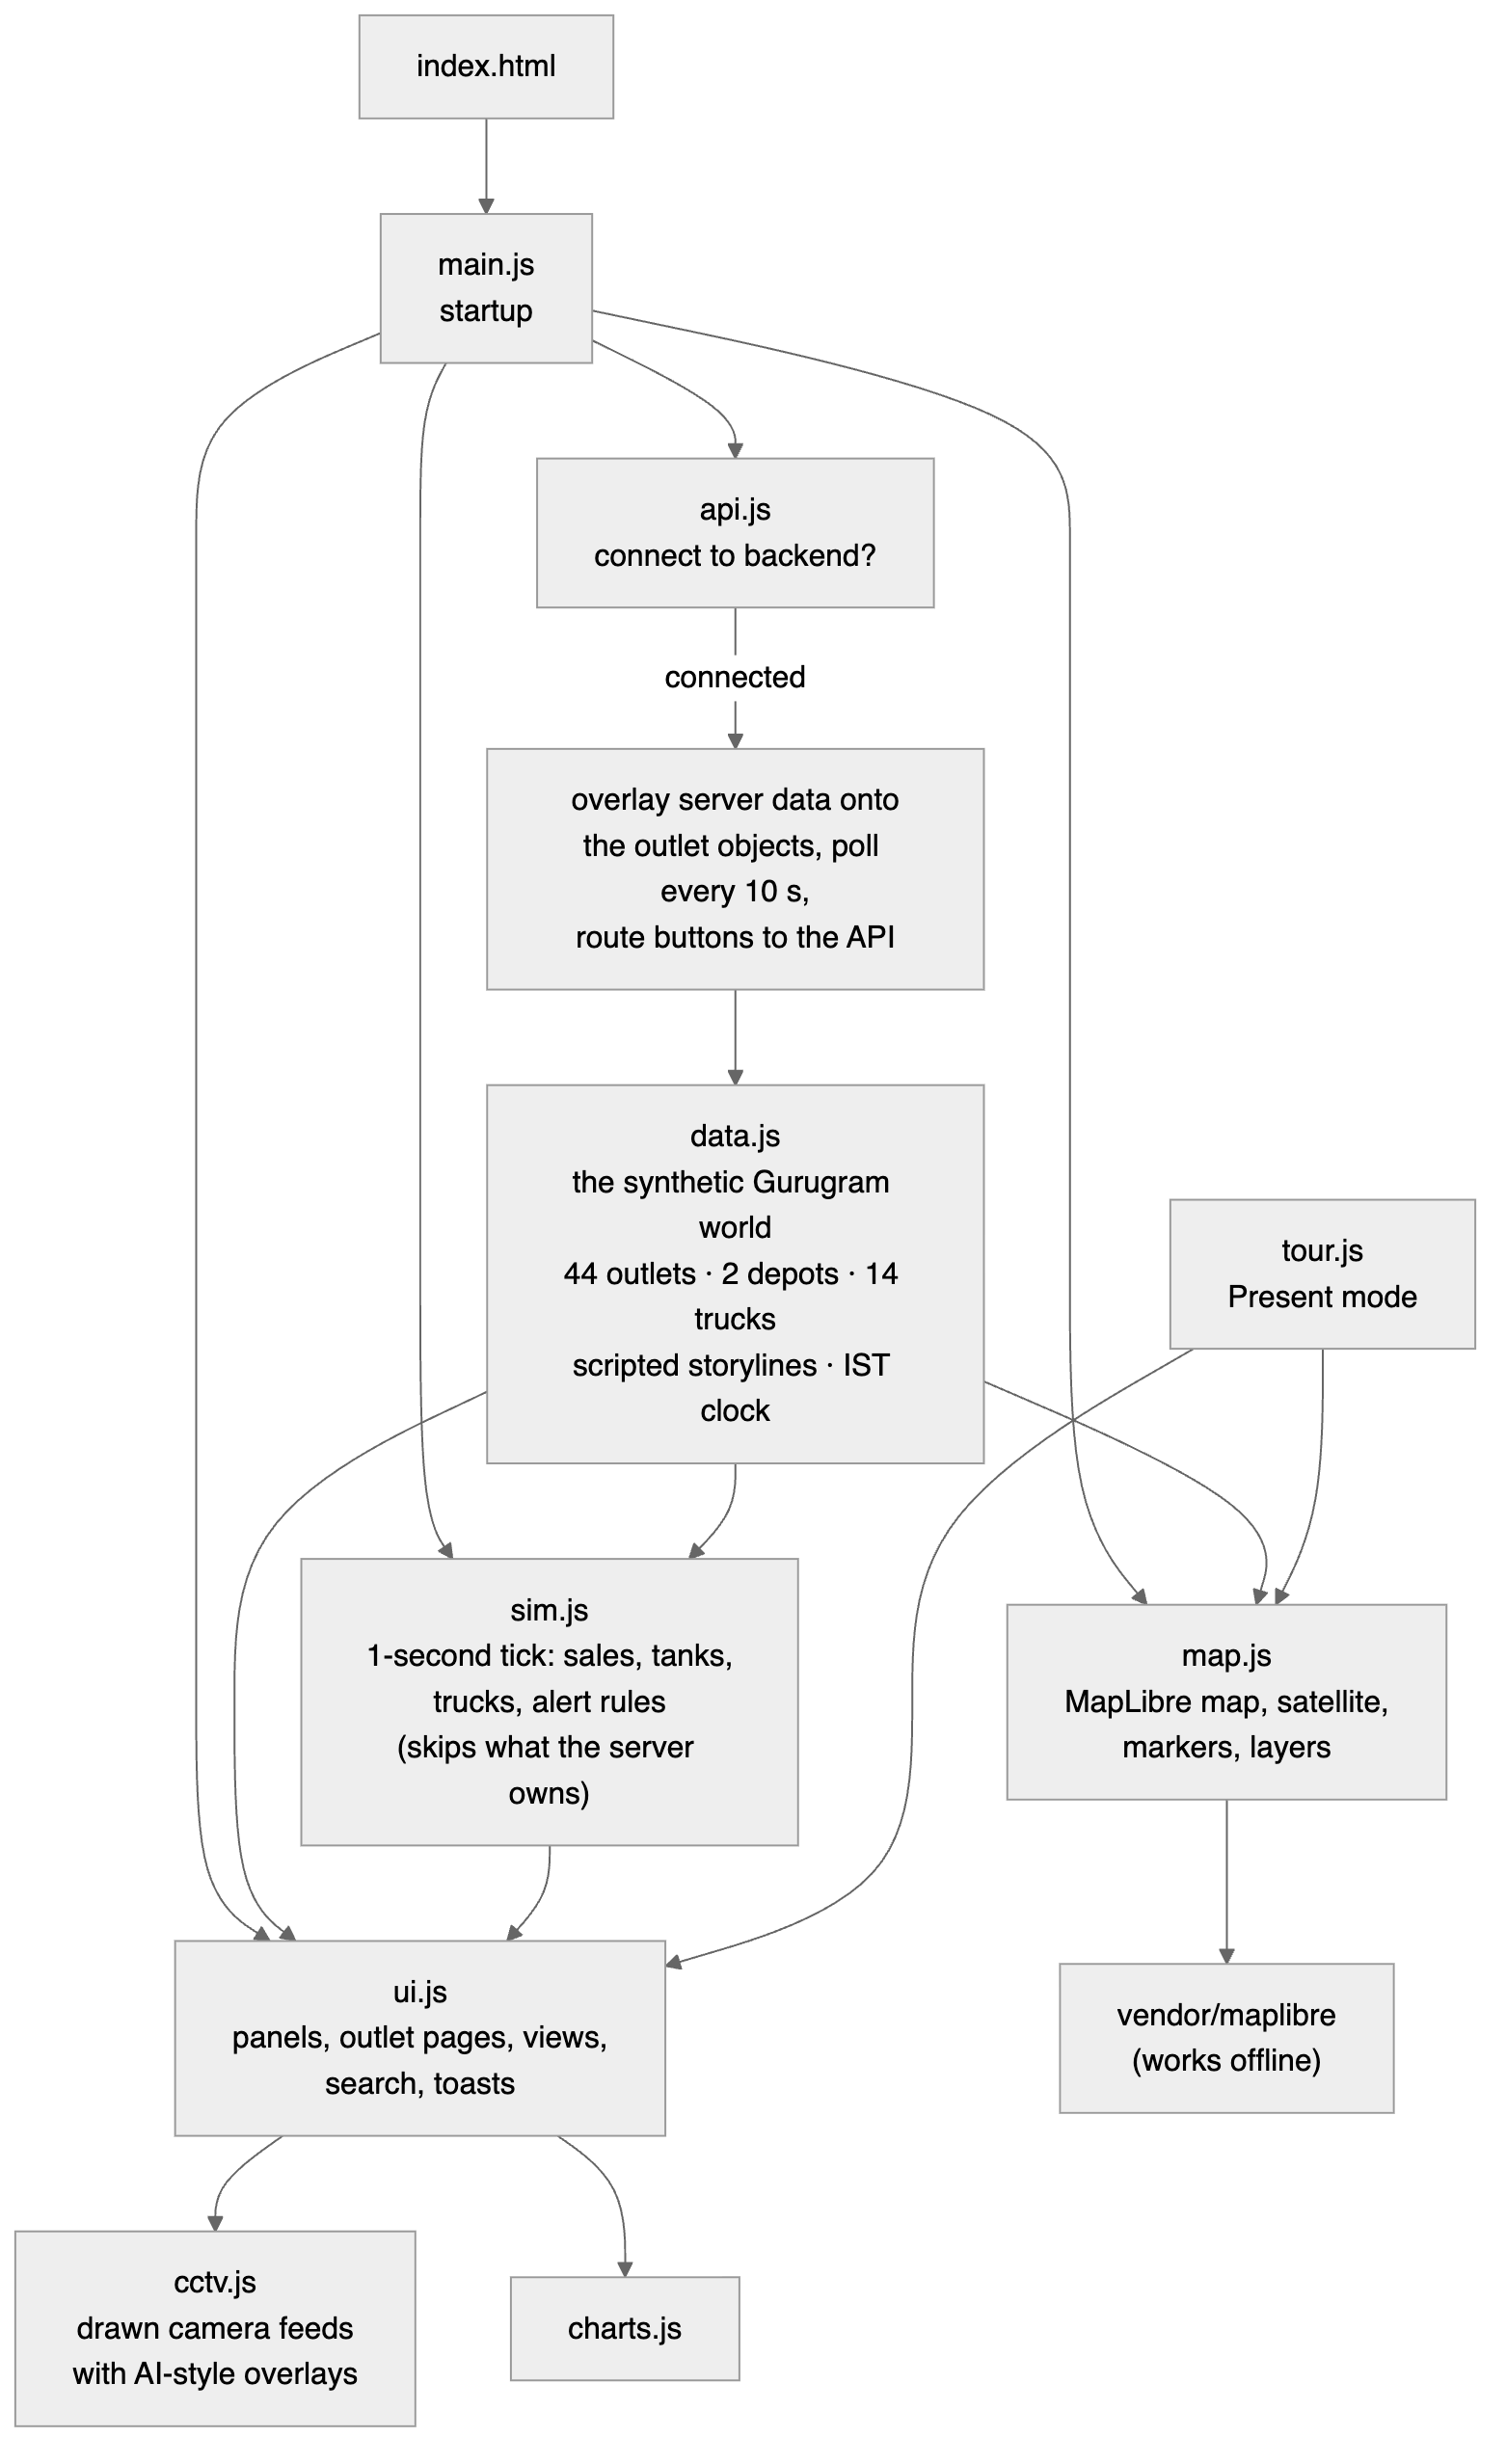 index.html
main.js
startup
api.js
connect to backend?
connected
overlay server data onto
the outlet objects, poll
every 10 s,
route buttons to the API
data.js
the synthetic Gurugram
world
44 outlets · 2 depots · 14
trucks
scripted storylines · IST
clock
tour.js
Present mode
sim.js
1-second tick: sales, tanks,
trucks, alert rules
(skips what the server
owns)
map.js
MapLibre map, satellite,
markers, layers
ui.js
panels, outlet pages, views,
search, toasts
vendor/maplibre
(works offline)
cctv.js
drawn camera feeds
with AI-style overlays
charts.js